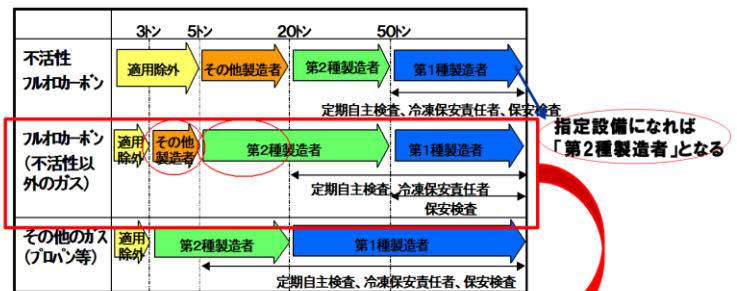 3トン 5トン 20トン 50トン
不活性
フルオロカーボン
適用除外 その他製造者 第2種製造者 第1種製造者
定期自主検査、冷凍保安責任者、保安検査
指定設備になれば
「第2種製造者」となる
フルオロカーボン
(不活性以
外のガス)
適用
除外
その他
製造者
第2種製造者 第1種製造者
定期自主検査、冷凍保安責任者
保安検査
その他のガス
(プロパン等)
適用
除外
第2種製造者 第1種製造者
定期自主検査、冷凍保安責任者、保安検査